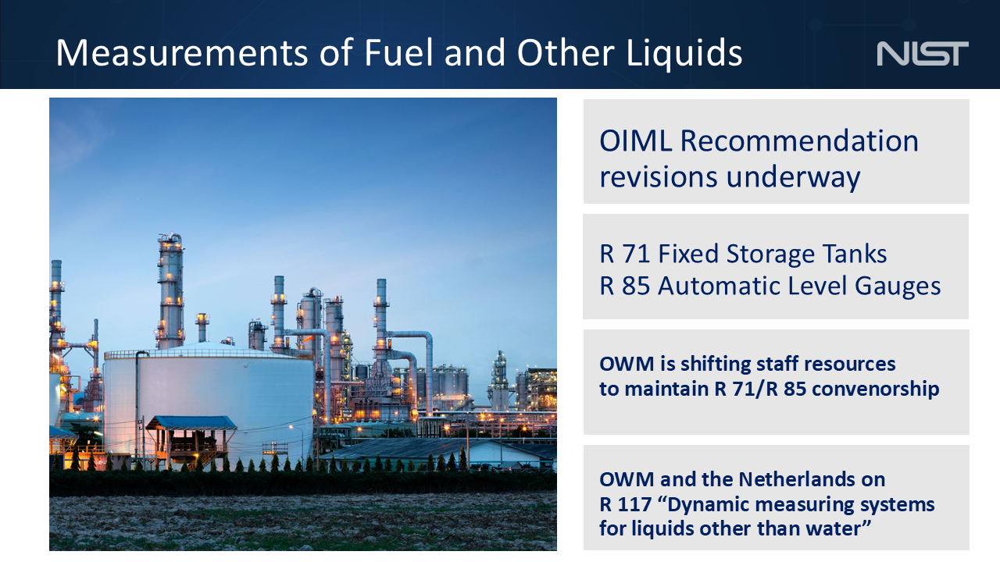 Measurements of Fuel and Other Liquids
NIST
OIML Recommendation
revisions underway
R 71 Fixed Storage Tanks
R 85 Automatic Level Gauges
OWM is shifting staff resources
to maintain R 71/R 85 convenorship
OWM and the Netherlands on
R 117 “Dynamic measuring systems
for liquids other than water”